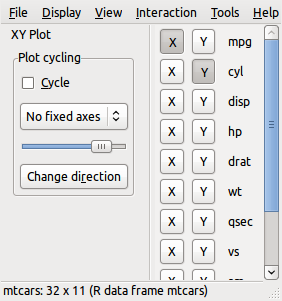 File Display View Interaction Tools Help
XY Plot
Plot cycling
Cycle
No fixed axes
Change direction
X Y mpg
X Y cyl
X Y disp
X Y hp
X Y drat
X Y wt
X Y qsec
X Y vs
mtcars: 32 x 11 (R data frame mtcars)